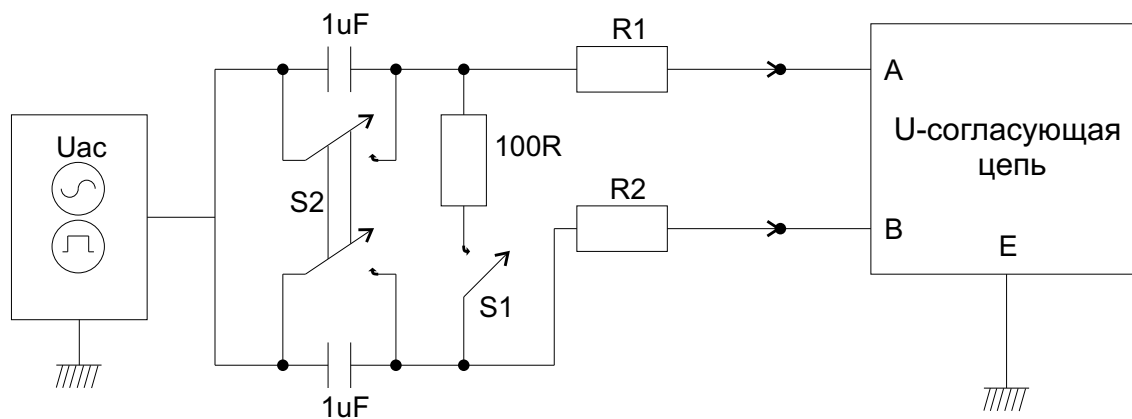 1uF
R1
A
Uac
100R
U-согласующая
цепь
S2
R2
B
E
S1
1uF